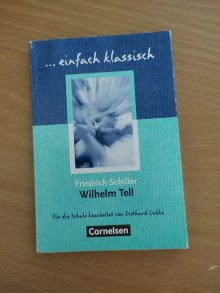 ... einfach klassisch
Friedrich Schiller
Wilhelm Tell
Für die Schule bearbeitet von Diethard Lübke
Cornelsen